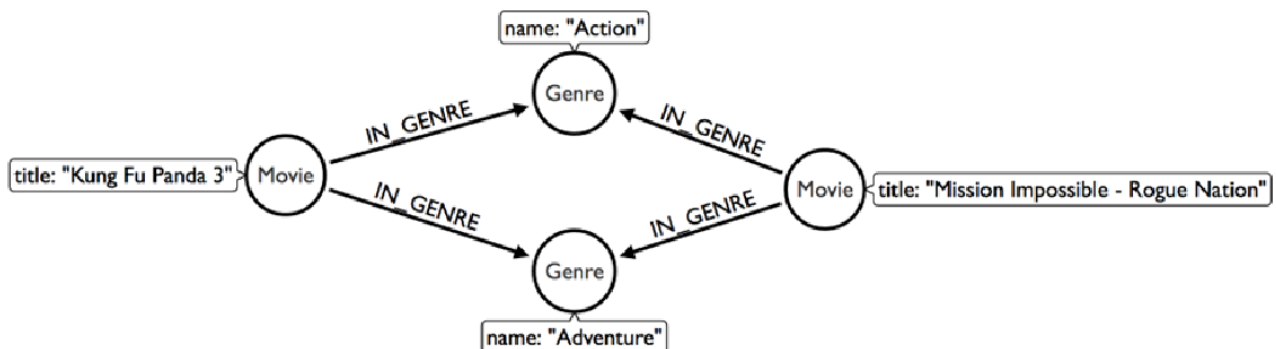 name: "Action"
Genre
IN_GENRE
IN_GENRE
title: "Kung Fu Panda 3"
Movie
Movie
title: "Mission Impossible - Rogue Nation"
IN_GENRE
IN_GENRE
Genre
name: "Adventure"